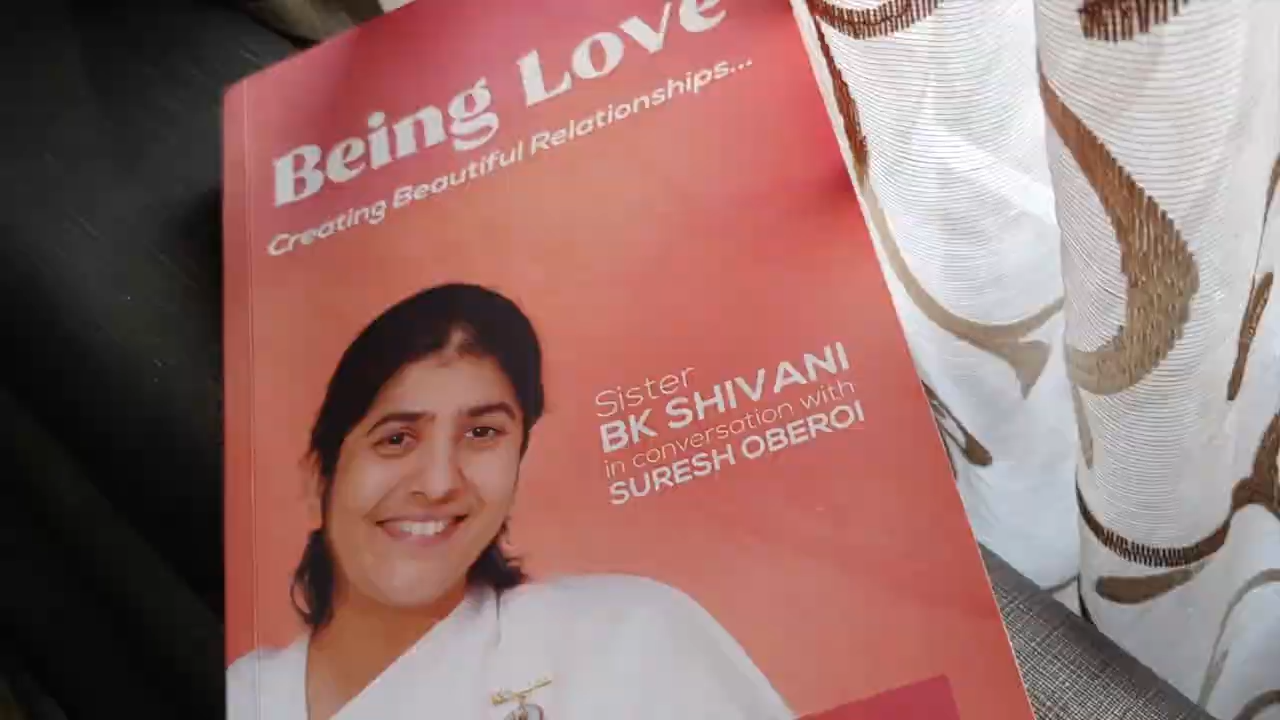 Being Love
Creating Beautiful Relationships...
Sister
BK SHIVANI
in conversation with
SURESH OBEROI